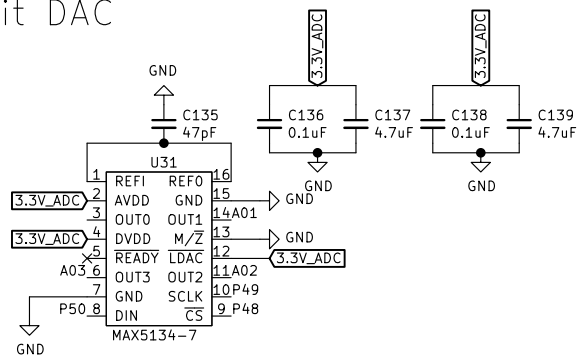 it DAC
3.3V_ADC
3.3V_ADC
GND
C135
47pF
C136
0.1uF
C137
4.7uF
C138
0.1uF
C139
4.7uF
GND
GND
U31
1 REFI REFO 16
3.3V_ADC 2 AVDD GND 15 GND
3 OUT0 OUT1 14 A01
3.3V_ADC 4 DVDD M/Z 13 GND
5 READY LDAC 12 3.3V_ADC
A03 6 OUT3 OUT2 11 A02
7 GND SCLK 10 P49
P50 8 DIN CS 9 P48
MAX5134-7
GND